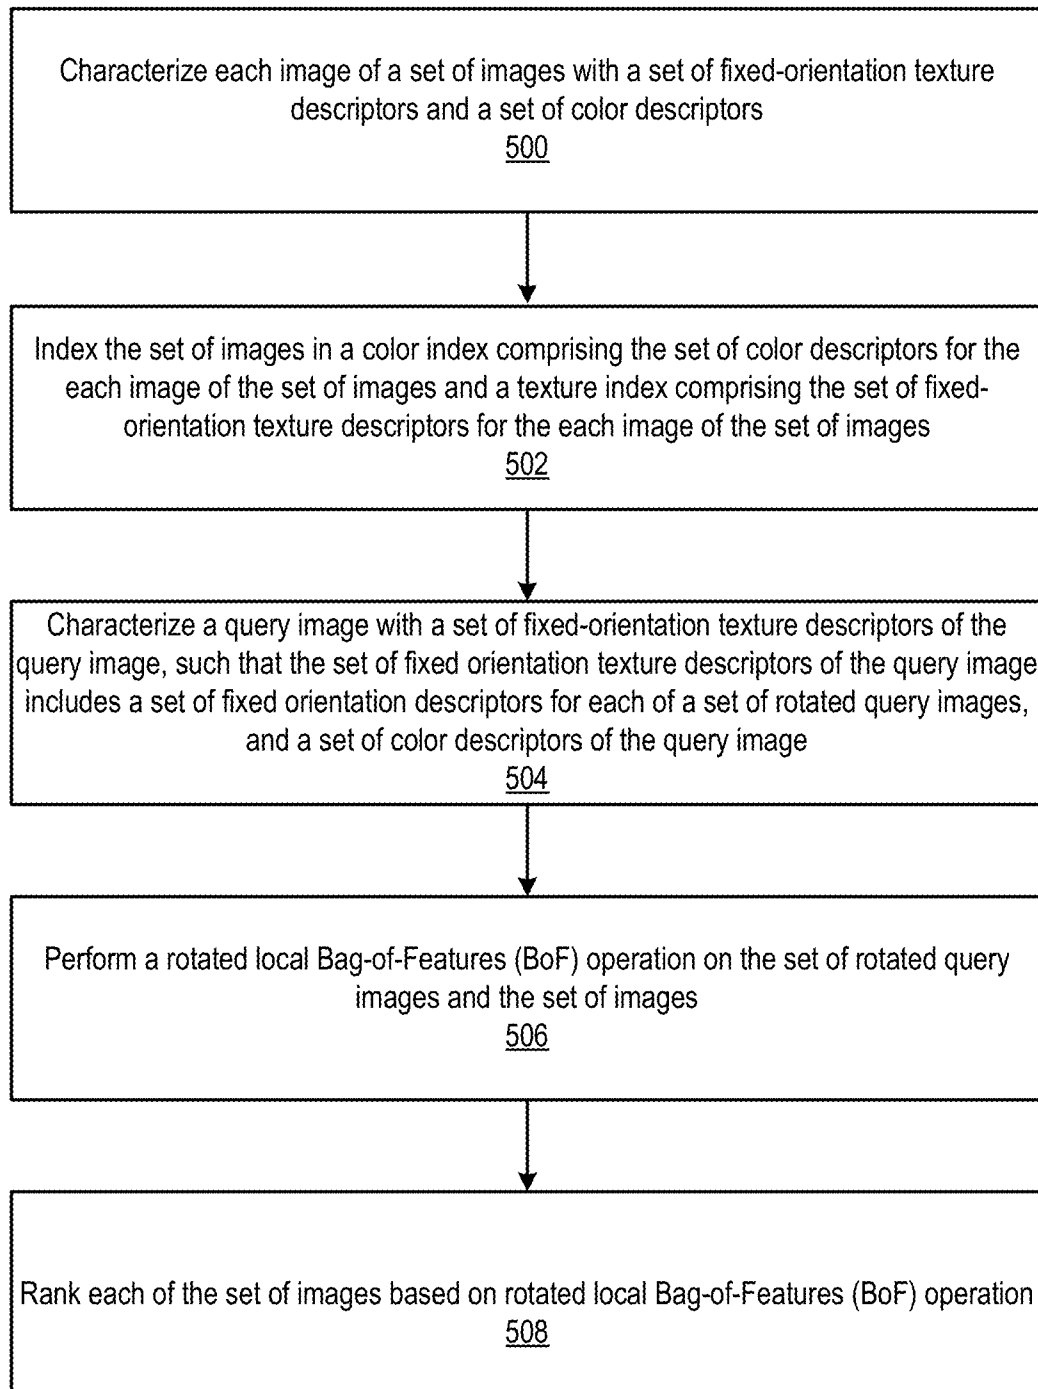 Characterize each image of a set of images with a set of fixed-orientation texture
descriptors and a set of color descriptors
500
Index the set of images in a color index comprising the set of color descriptors for the
each image of the set of images and a texture index comprising the set of fixed-
orientation texture descriptors for the each image of the set of images
502
Characterize a query image with a set of fixed-orientation texture descriptors of the
query image, such that the set of fixed orientation texture descriptors of the query image
includes a set of fixed orientation descriptors for each of a set of rotated query images,
and a set of color descriptors of the query image
504
Perform a rotated local Bag-of-Features (BoF) operation on the set of rotated query
images and the set of images
506
Rank each of the set of images based on rotated local Bag-of-Features (BoF) operation
508